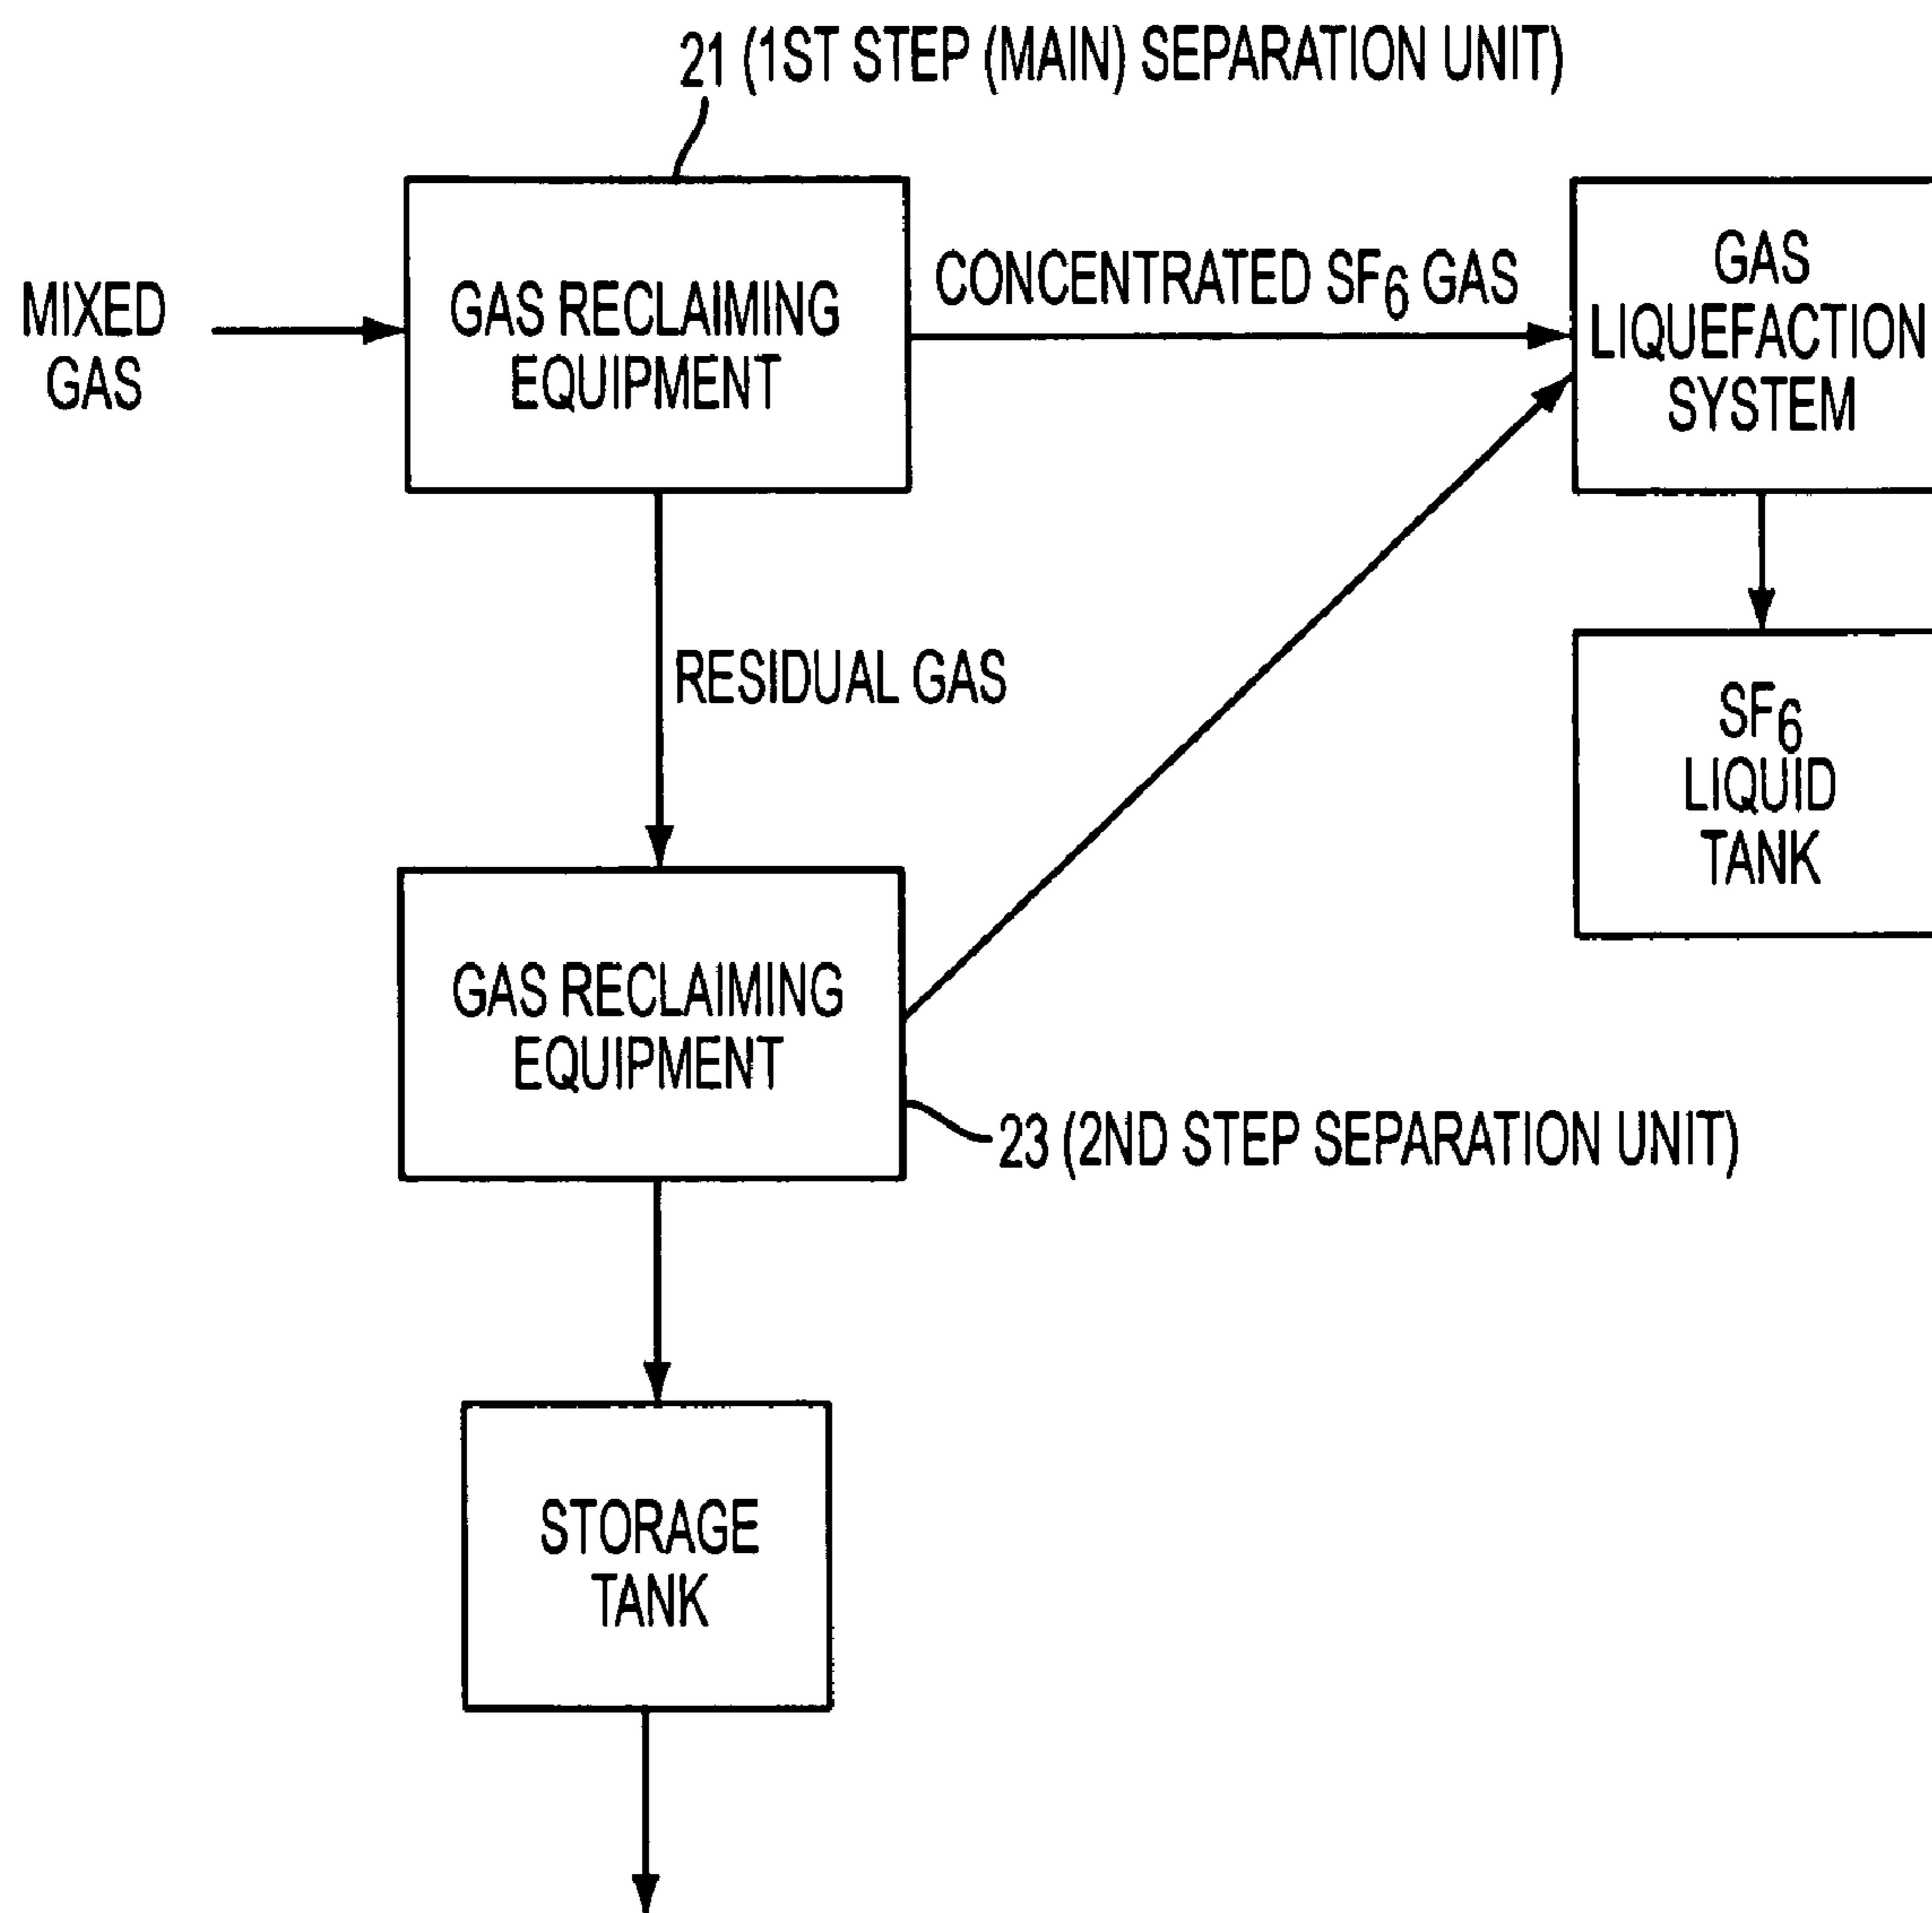 21 (1ST STEP (MAIN) SEPARATION UNIT)
MIXED
GAS
GAS RECLAIMING
EQUIPMENT
CONCENTRATED SF6 GAS
GAS
LIQUEFACTION
SYSTEM
RESIDUAL GAS
SF6
LIQUID
TANK
GAS RECLAIMING
EQUIPMENT
23 (2ND STEP SEPARATION UNIT)
STORAGE
TANK